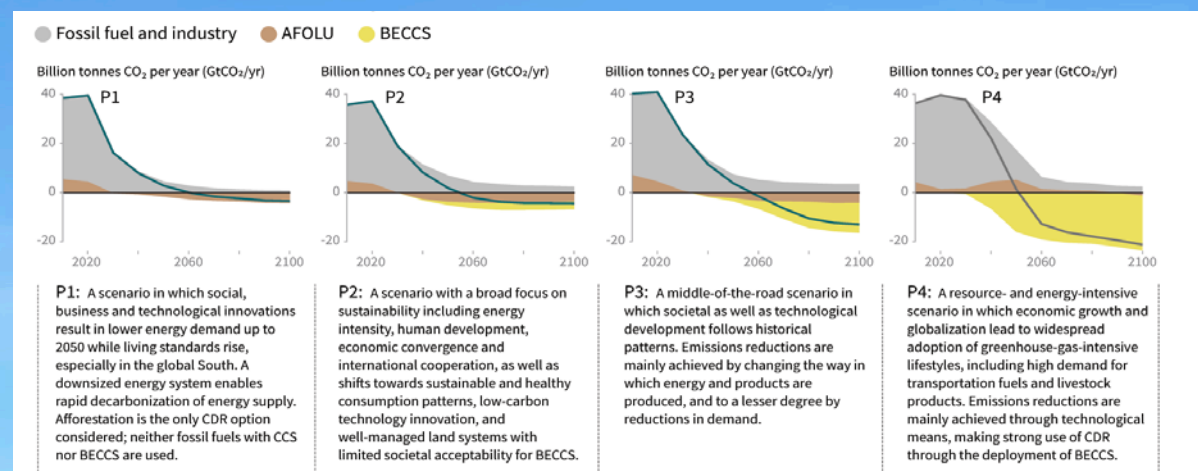 Fossil fuel and industry AFOLU BECCS
Billion tonnes CO₂ per year (GtCO₂/yr)
P1
40
20
0
-20
2020 2060 2100
Billion tonnes CO₂ per year (GtCO₂/yr)
P2
40
20
0
-20
2020 2060 2100
Billion tonnes CO₂ per year (GtCO₂/yr)
P3
40
20
0
-20
2020 2060 2100
Billion tonnes CO₂ per year (GtCO₂/yr)
P4
40
20
0
-20
2020 2060 2100
P1: A scenario in which social,
business and technological innovations
result in lower energy demand up to
2050 while living standards rise,
especially in the global South. A
downsized energy system enables
rapid decarbonization of energy supply.
Afforestation is the only CDR option
considered; neither fossil fuels with CCS
nor BECCS are used.
P2: A scenario with a broad focus on
sustainability including energy
intensity, human development,
economic convergence and
international cooperation, as well as
shifts towards sustainable and healthy
consumption patterns, low-carbon
technology innovation, and
well-managed land systems with
limited societal acceptability for BECCS.
P3: A middle-of-the-road scenario in
which societal as well as technological
development follows historical
patterns. Emissions reductions are
mainly achieved by changing the way in
which energy and products are
produced, and to a lesser degree by
reductions in demand.
P4: A resource- and energy-intensive
scenario in which economic growth and
globalization lead to widespread
adoption of greenhouse-gas-intensive
lifestyles, including high demand for
transportation fuels and livestock
products. Emissions reductions are
mainly achieved through technological
means, making strong use of CDR
through the deployment of BECCS.